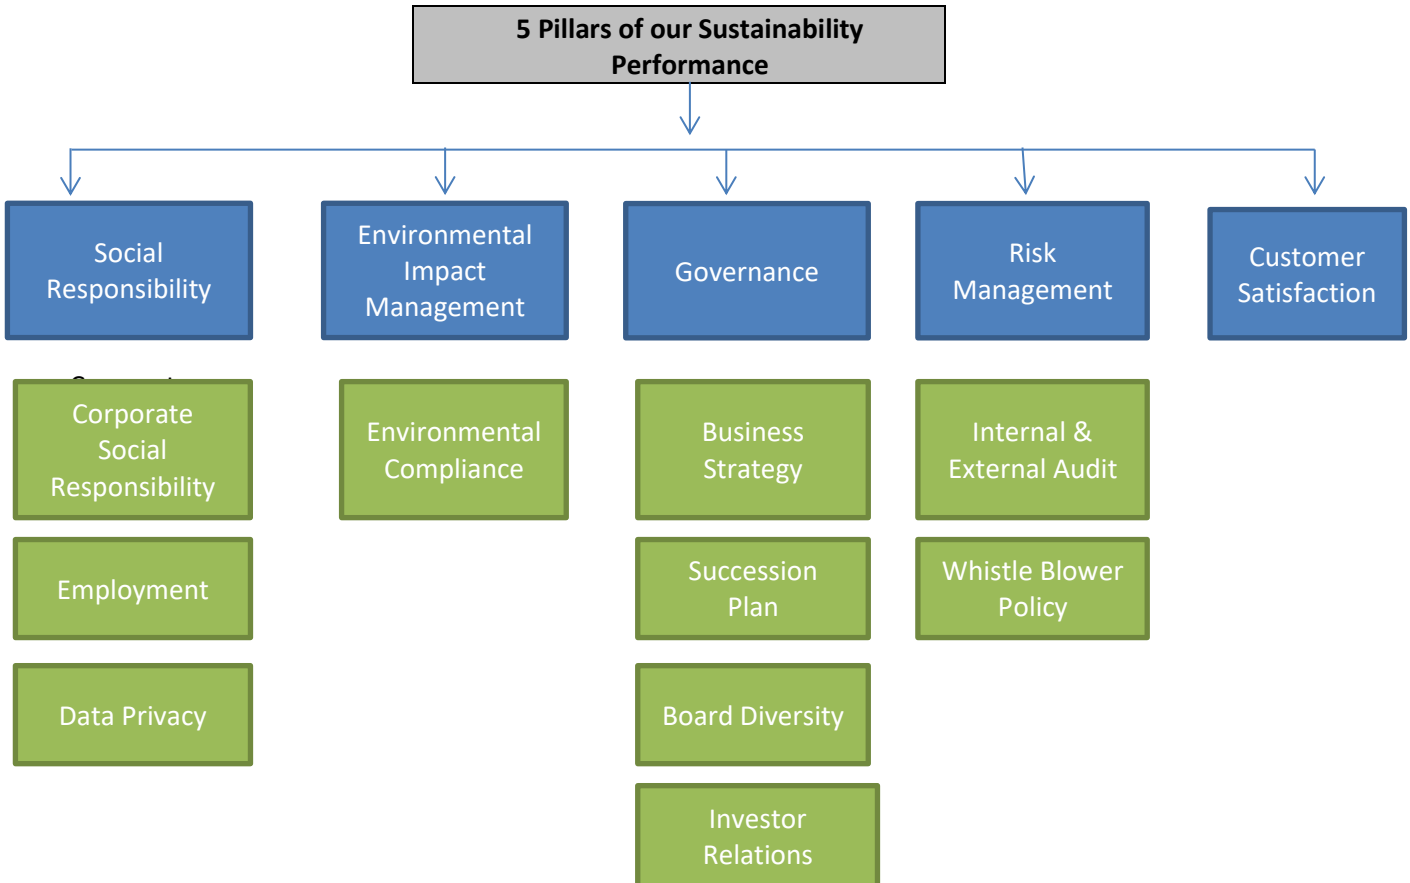 5 Pillars of our Sustainability
Performance
Social
Responsibility
Environmental
Impact
Management
Governance
Risk
Management
Customer
Satisfaction
Corporate
Social
Responsibility
Environmental
Compliance
Business
Strategy
Internal &
External Audit
Employment
Succession
Plan
Whistle Blower
Policy
Data Privacy
Board Diversity
Investor
Relations